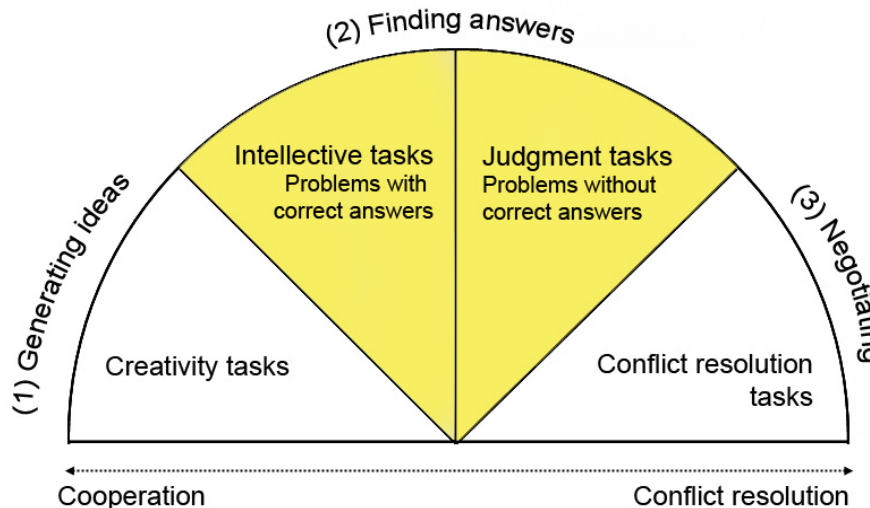 (2) Finding answers
(1) Generating ideas
(3) Negotiating
Intellective tasks
Problems with
correct answers
Judgment tasks
Problems without
correct answers
Creativity tasks
Conflict resolution
tasks
Cooperation
Conflict resolution